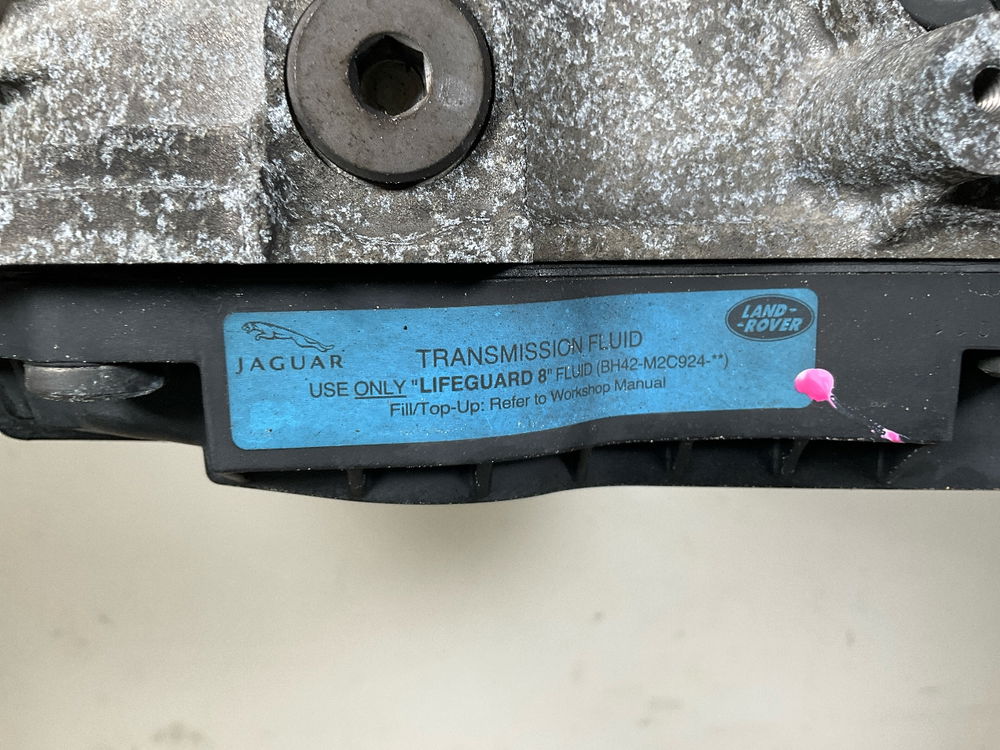 JAGUAR
LAND-
-ROVER
TRANSMISSION FLUID
USE ONLY "LIFEGUARD 8" FLUID (BH42-M2C924-**)
Fill/Top-Up: Refer to Workshop Manual